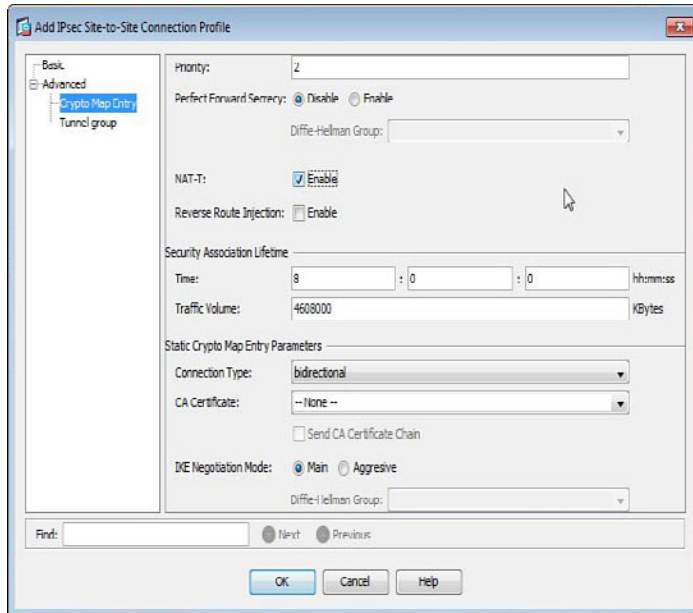 Add IPsec Site-to-Site Connection Profile
Basic
Advanced
Crypto Map Entry
Tunnel group
Priority: 2
Perfect Forward Secrecy: Disable Enable
Diffie-Hellman Group:
NAT-T: Enable
Reverse Route Injection: Enable
Security Association Lifetime
Time: 8 : 0 : 0 hh:mm:ss
Traffic Volume: 4608000 KBytes
Static Crypto Map Entry Parameters
Connection Type: bidirectional
CA Certificate: -- None --
Send CA Certificate Chain
IKE Negotiation Mode: Main Aggresive
Diffie-Hellman Group:
Find: Next Previous
OK Cancel Help